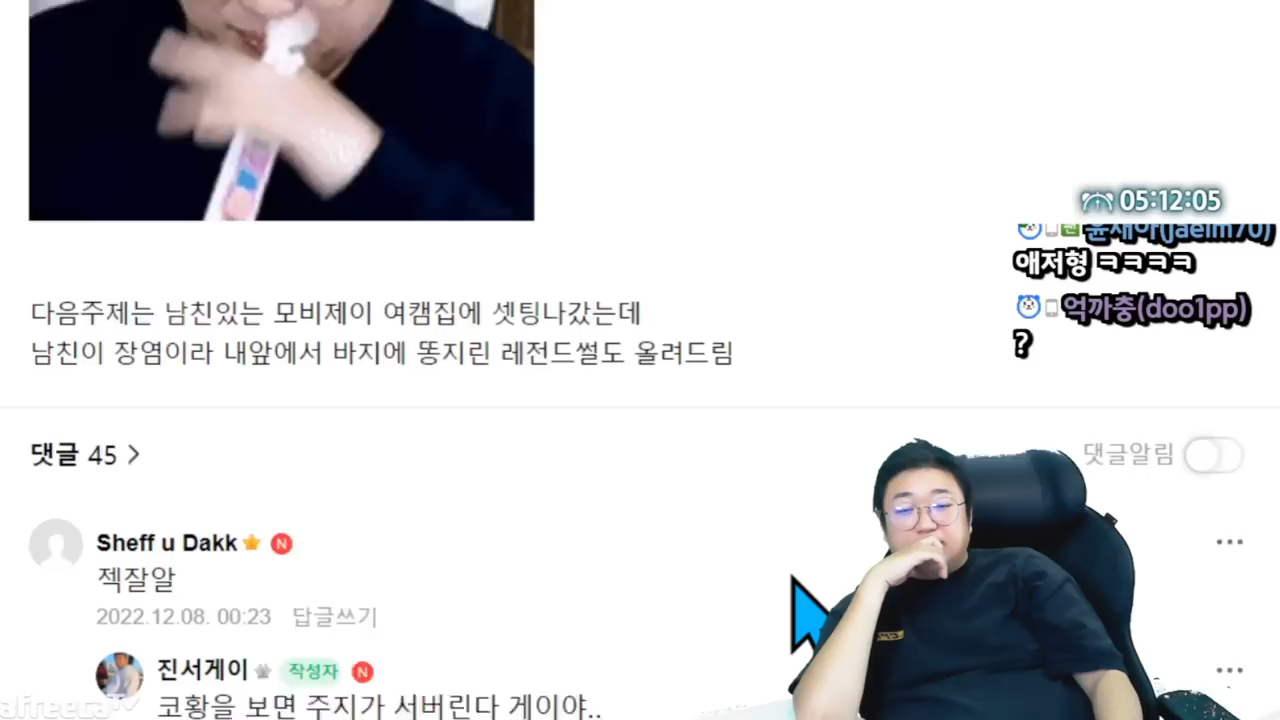 05:12:05
윤재아(jaeim70)
애저형 ㅋㅋㅋㅋ
억까충(doo1pp)
?
다음주제는 남친있는 모비제이 여캠집에 셋팅나갔는데
남친이 장염이라 내앞에서 바지에 똥지린 레전드썰도 올려드림
댓글 45
댓글알림
Sheff u Dakk N
젝잘알
2022.12.08. 00:23 답글쓰기
진서게이 작성자 N
코황을 보면 주지가 서버린다 게이야..
afreecaTV